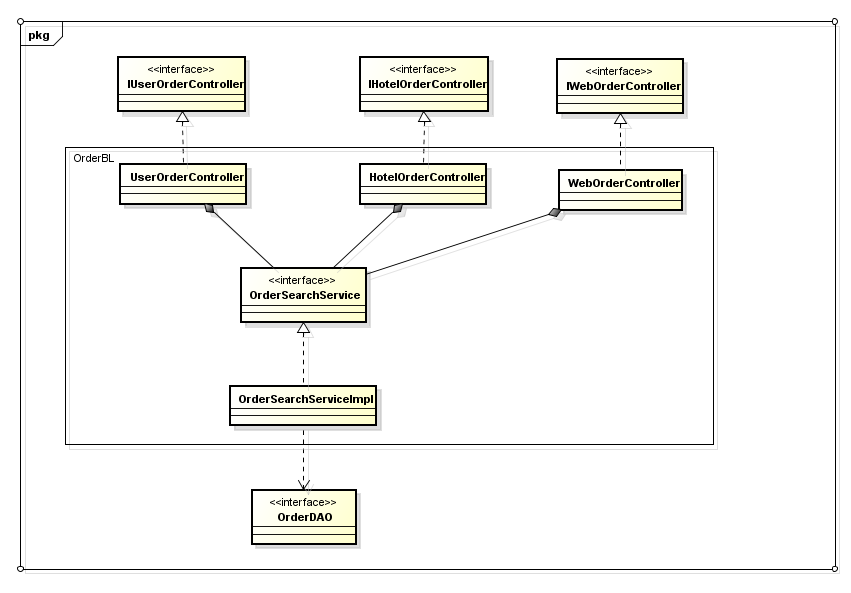 pkg
<<interface>>
IUserOrderController
<<interface>>
IHotelOrderController
<<interface>>
IWebOrderController
OrderBL
UserOrderController
HotelOrderController
WebOrderController
<<interface>>
OrderSearchService
OrderSearchServiceImpl
<<interface>>
OrderDAO